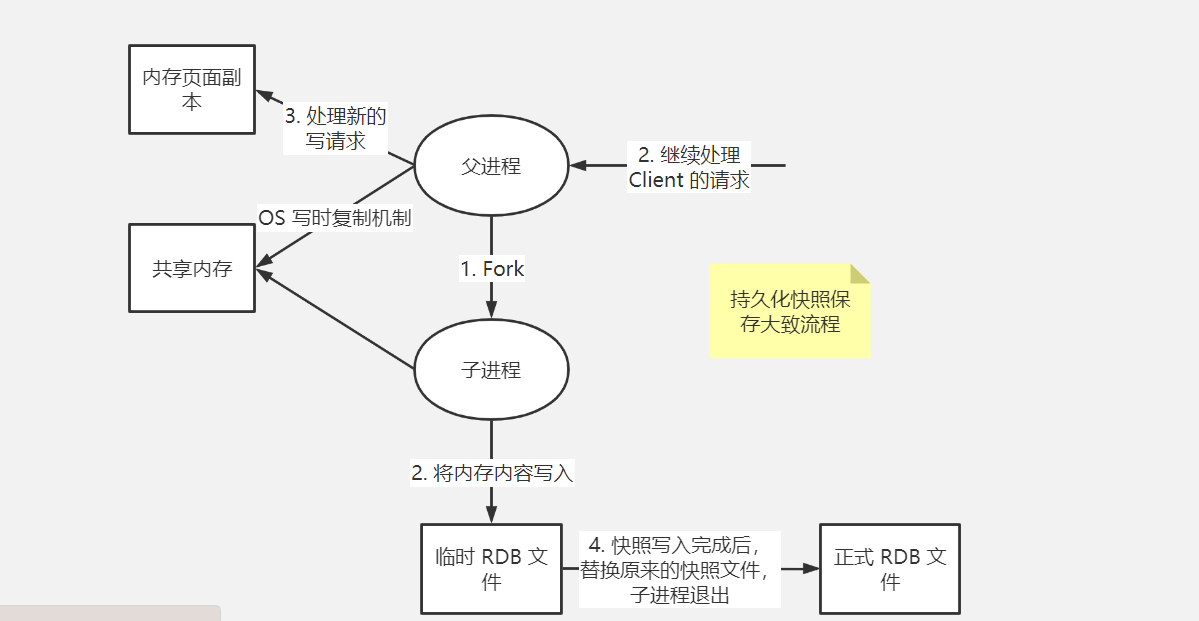 内存页面副
本
3. 处理新的
写请求
父进程
2. 继续处理
Client 的请求
OS 写时复制机制
共享内存
1. Fork
持久化快照保
存大致流程
子进程
2. 将内存内容写入
临时 RDB 文
件
4. 快照写入完成后，
替换原来的快照文件，
子进程退出
正式 RDB 文
件